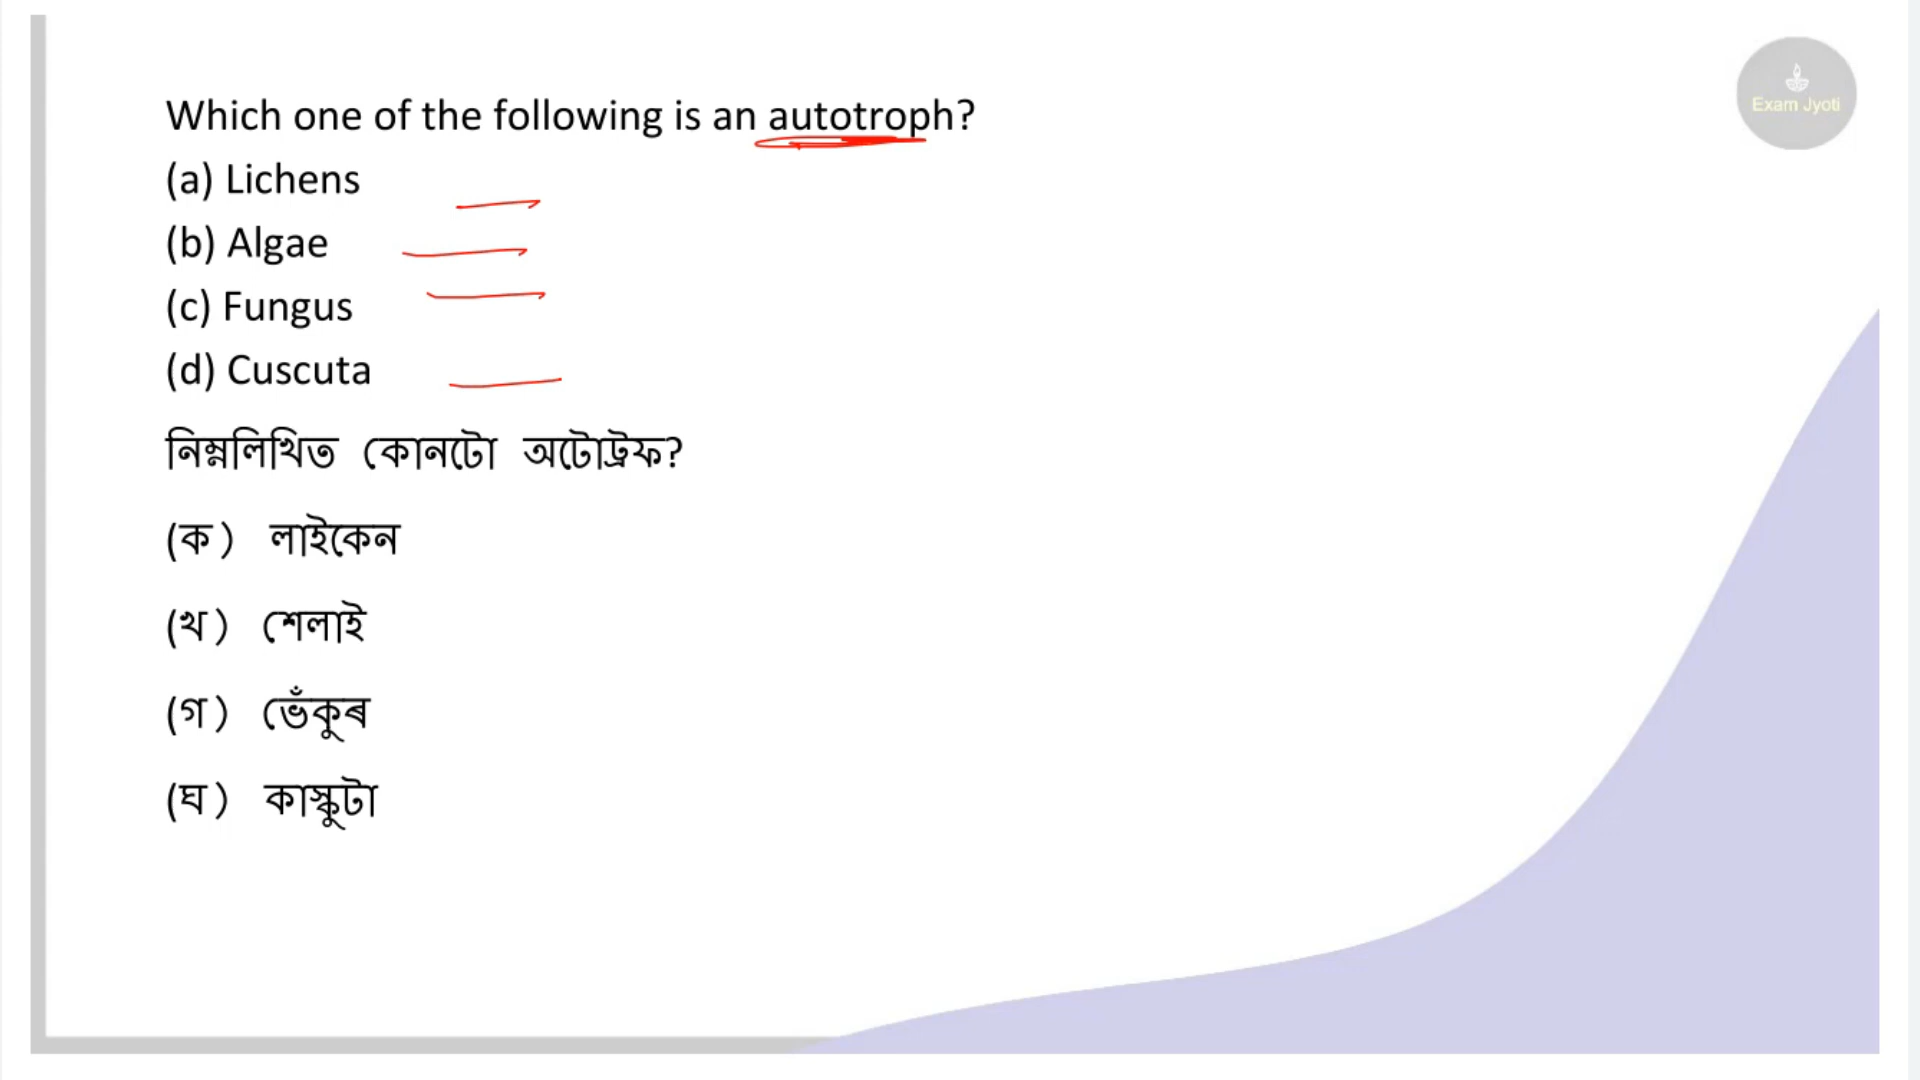 Exam Jyoti
Which one of the following is an autotroph?
(a) Lichens
(b) Algae
(c) Fungus
(d) Cuscuta
নিম্নলিখিত কোনটো অটোট্ৰফ?
(ক) লাইকেন
(খ) শেলাই
(গ) ভেঁকুৰ
(ঘ) কাস্কুটা